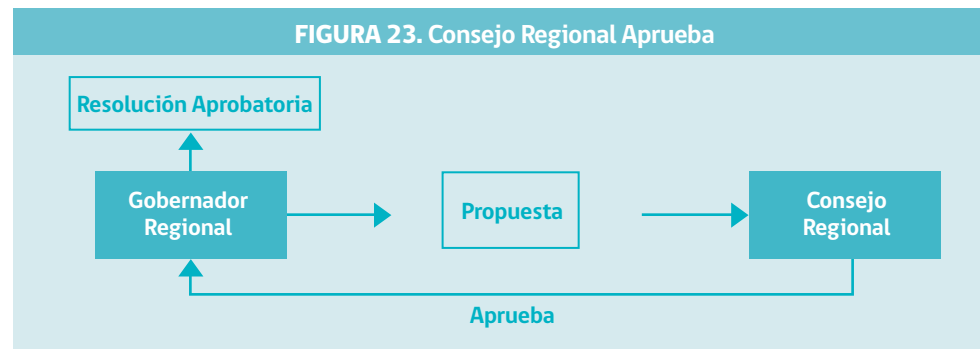 FIGURA 23. Consejo Regional Aprueba
Resolución Aprobatoria
Gobernador
Regional
Propuesta
Consejo
Regional
Aprueba